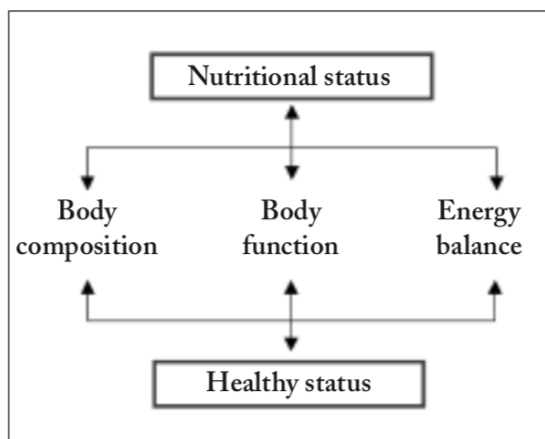 Nutritional status
Body composition
Body function
Energy balance
Healthy status